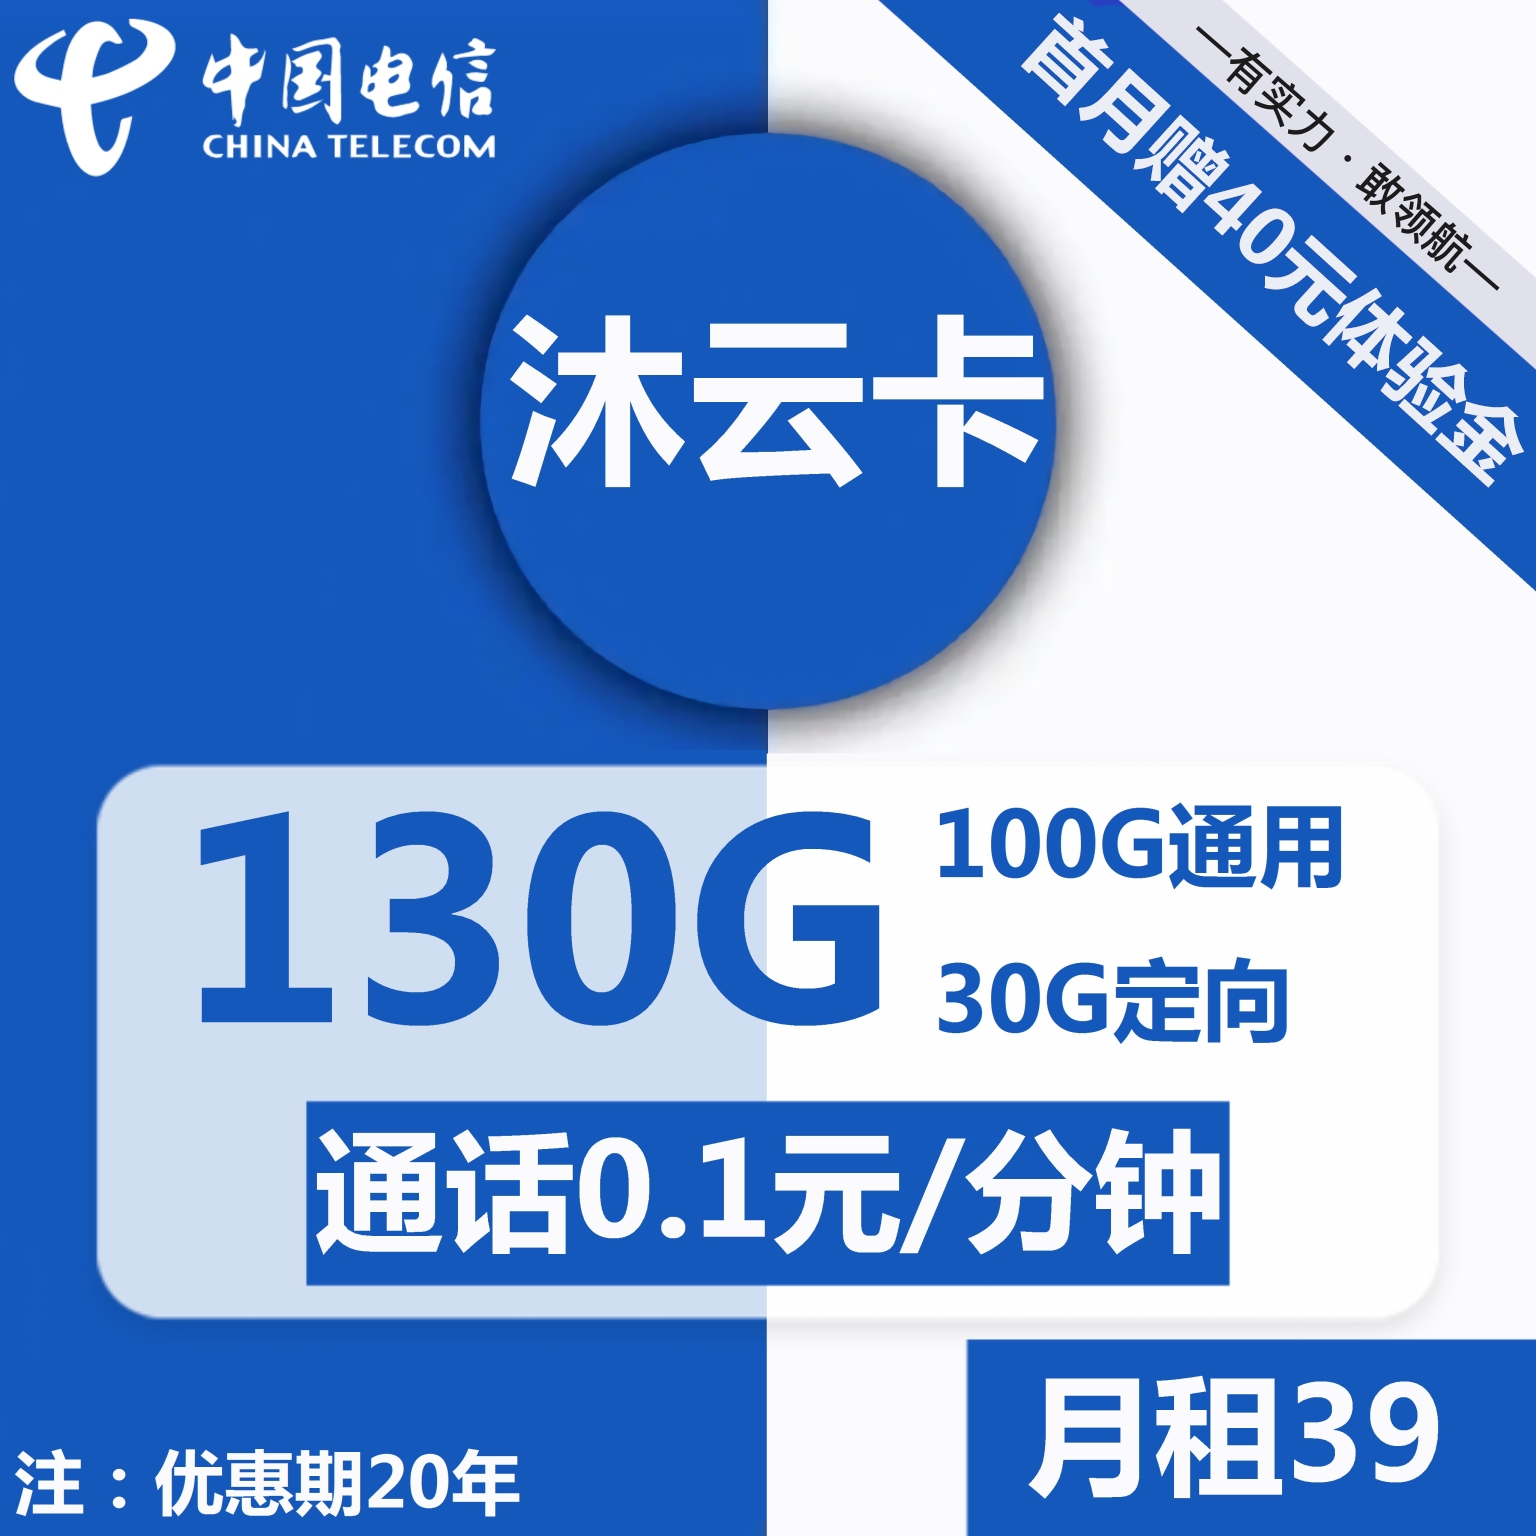 中国电信
CHINA TELECOM
—有实力·敢领航—
首月赠40元体验金
沐云卡
130G
100G通用
30G定向
通话0.1元/分钟
月租39
注：优惠期20年